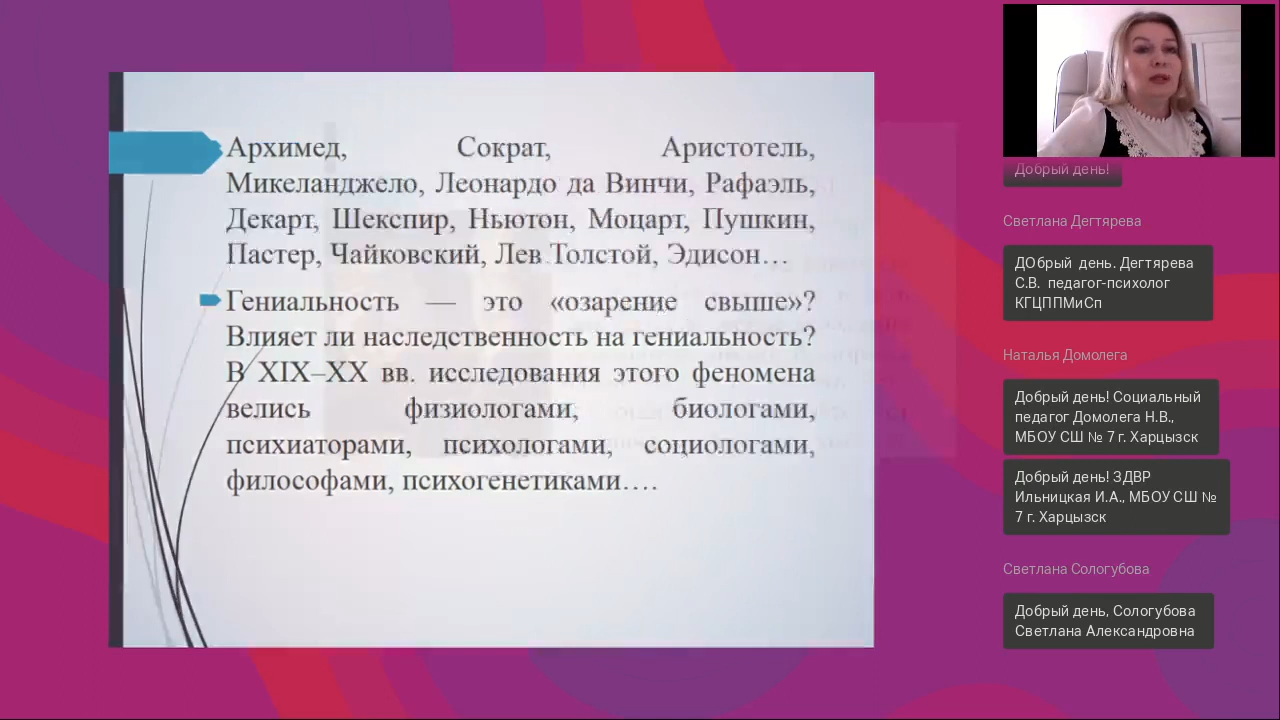 Архимед, Сократ, Аристотель,
Микеланджело, Леонардо да Винчи, Рафаэль,
Декарт, Шекспир, Ньютон, Моцарт, Пушкин,
Пастер, Чайковский, Лев Толстой, Эдисон…
Гениальность — это «озарение свыше»?
Влияет ли наследственность на гениальность?
В XIX–XX вв. исследования этого феномена
велись физиологами, биологами,
психиаторами, психологами, социологами,
философами, психогенетиками….
Добрый день!
Светлана Дегтярева
ДОбрый день. Дегтярева
С.В. педагог-психолог
КГЦППМиСп
Наталья Домолега
Добрый день! Социальный
педагог Домолега Н.В.,
МБОУ СШ № 7 г. Харцызск
Добрый день! ЗДВР
Ильницкая И.А., МБОУ СШ №
7 г. Харцызск
Светлана Сологубова
Добрый день, Сологубова
Светлана Александровна